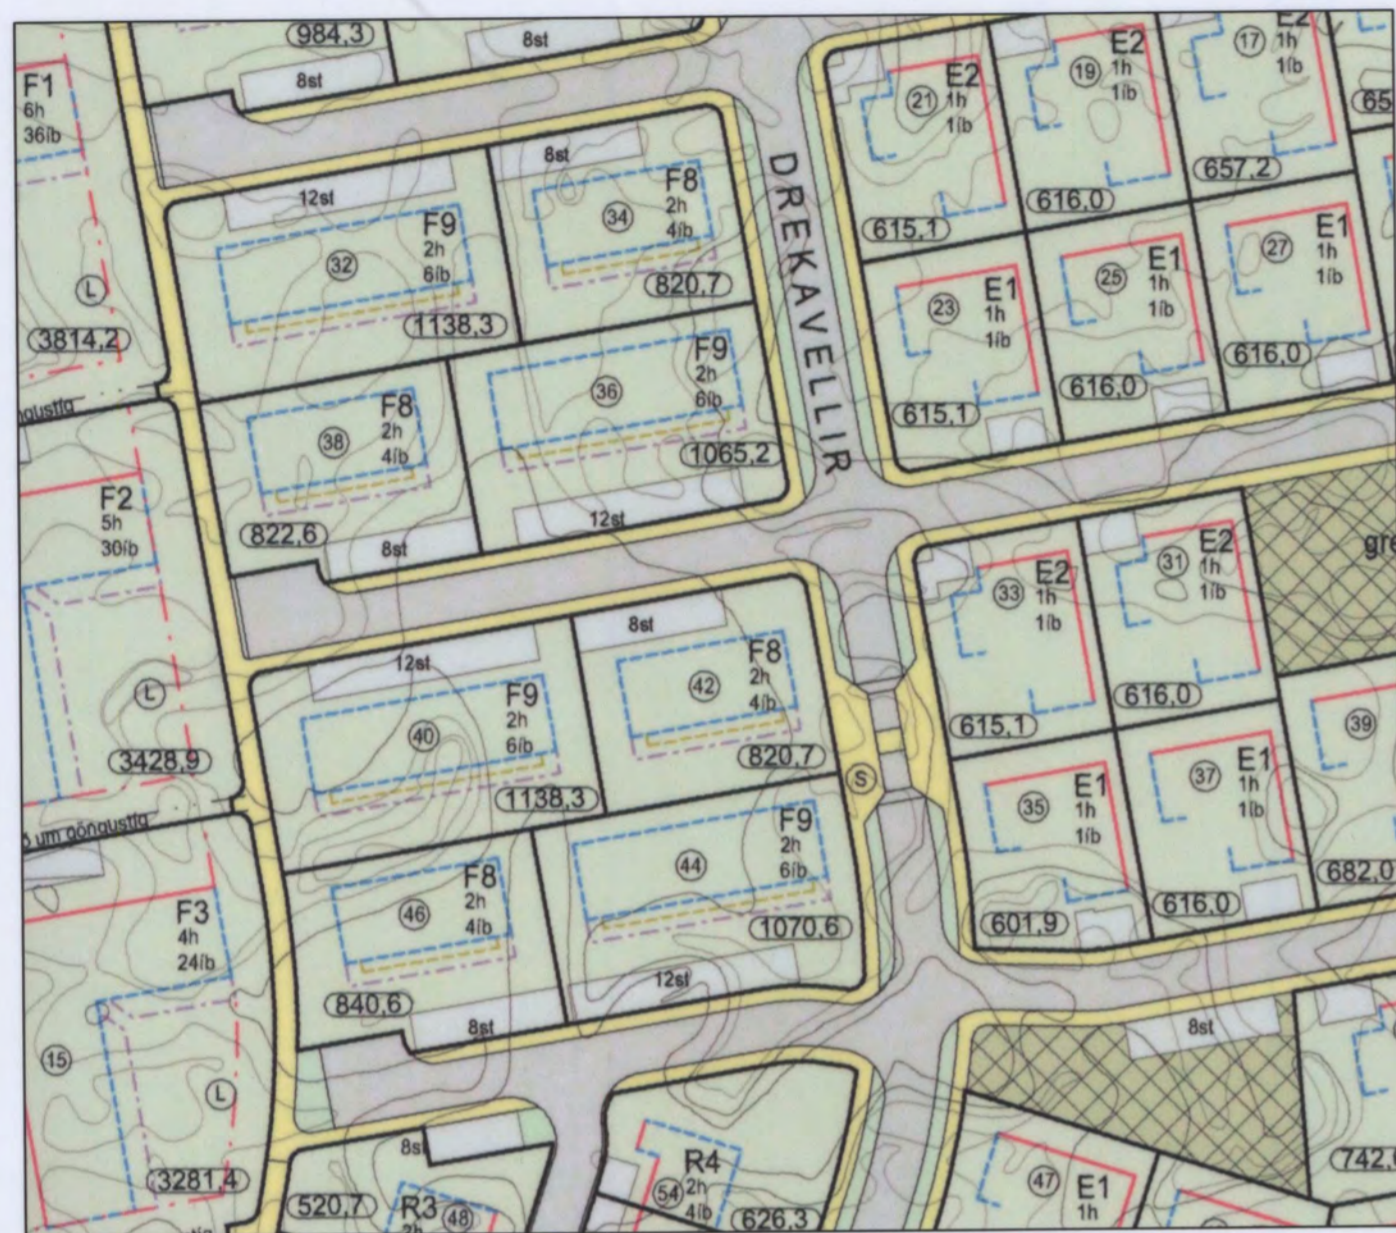 984,3
8st
8st
F1
6h
36íb
E2
1h
1íb
21
E2
1h
1íb
19
E2
1h
1íb
17
65
657,2
616,0
615,1
12st
8st
F9
2h
6íb
32
F8
2h
4íb
34
820,7
1138,3
L
3814,2
DREKAVELLIR
E1
1h
1íb
23
E1
1h
1íb
25
E1
1h
1íb
27
616,0
616,0
615,1
F8
2h
4íb
38
F9
2h
6íb
36
1065,2
12st
822,6
8st
F2
5h
30íb
L
3428,9
E2
1h
1íb
33
E2
1h
1íb
31
gre
616,0
615,1
12st
8st
F9
2h
6íb
40
F8
2h
4íb
42
820,7
1138,3
S
39
E1
1h
1íb
35
E1
1h
1íb
37
682,0
616,0
601,9
um göngustíg
F3
4h
24íb
15
L
3281,4
F8
2h
4íb
46
F9
2h
6íb
44
1070,6
12st
840,6
8st
8st
742,
8st
520,7
R3
2h
48
R4
2h
4íb
54
626,3
47
E1
1h